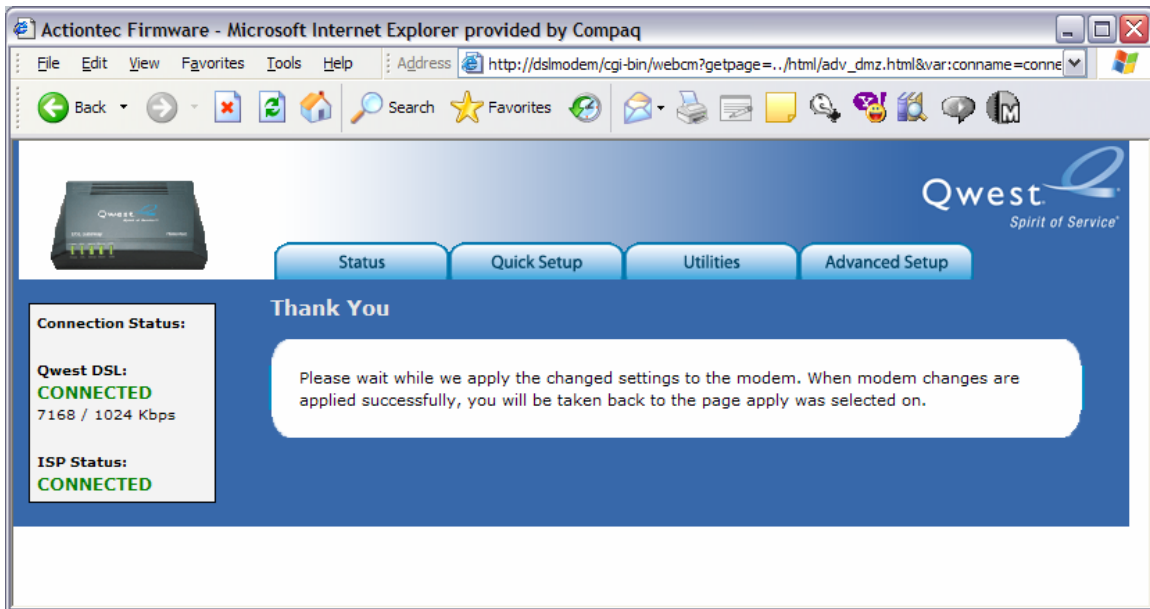 Actiontec Firmware - Microsoft Internet Explorer provided by Compaq
File Edit View Favorites Tools Help Address http://dslmodem/cgi-bin/webcm?getpage=../html/adv_dmz.html&var:conname=conne
Back Search Favorites
Qwest
Qwest
Spirit of Service
Status Quick Setup Utilities Advanced Setup
Thank You
Connection Status:
Qwest DSL:
CONNECTED
7168 / 1024 Kbps
ISP Status:
CONNECTED
Please wait while we apply the changed settings to the modem. When modem changes are
applied successfully, you will be taken back to the page apply was selected on.